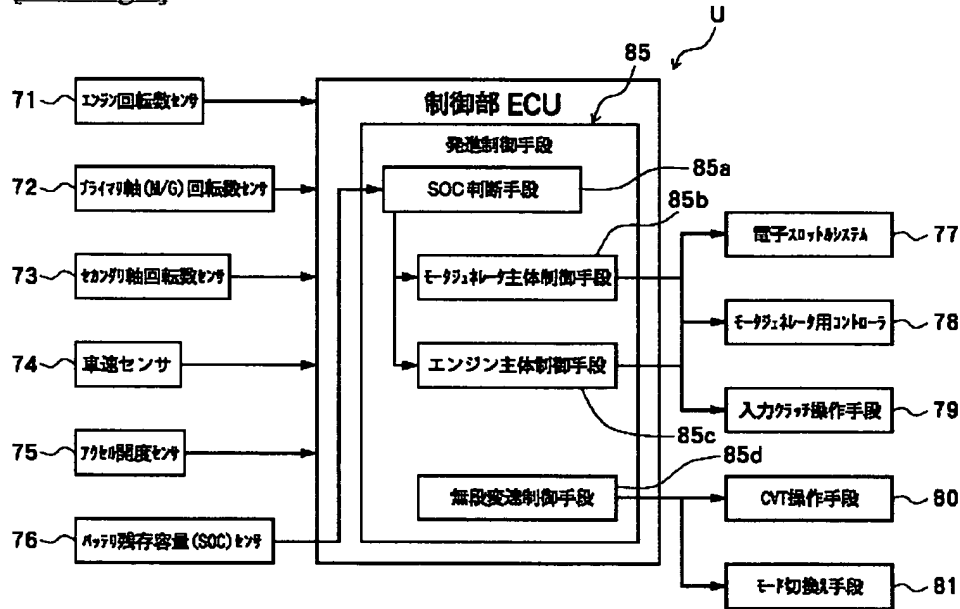 U
85
71 エンジン回転数センサ
制御部 ECU
発進制御手段
85a
72 プライマリ軸(M/G)回転数センサ
SOC判断手段
85b
電子スロットルシステム 77
73 セカンダリ軸回転数センサ
モータジェネレータ主体制御手段
モータジェネレータ用コントローラ 78
74 車速センサ
エンジン主体制御手段
入力クラッチ操作手段 79
85c
75 アクセル開度センサ
85d
無段変速制御手段
CVT操作手段 80
76 バッテリ残存容量(SOC)センサ
モード切換え手段 81